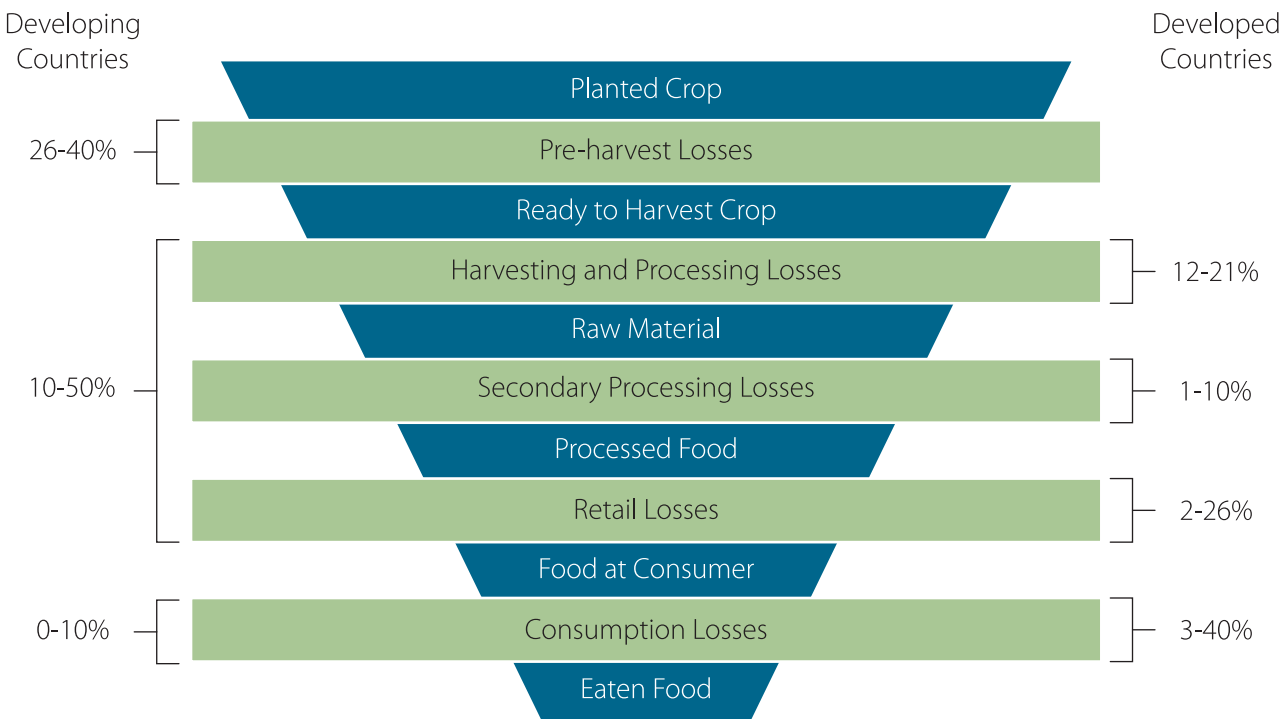 Developing
Countries
Developed
Countries
Planted Crop
26-40%
Pre-harvest Losses
Ready to Harvest Crop
Harvesting and Processing Losses
12-21%
Raw Material
10-50%
Secondary Processing Losses
1-10%
Processed Food
Retail Losses
2-26%
Food at Consumer
0-10%
Consumption Losses
3-40%
Eaten Food